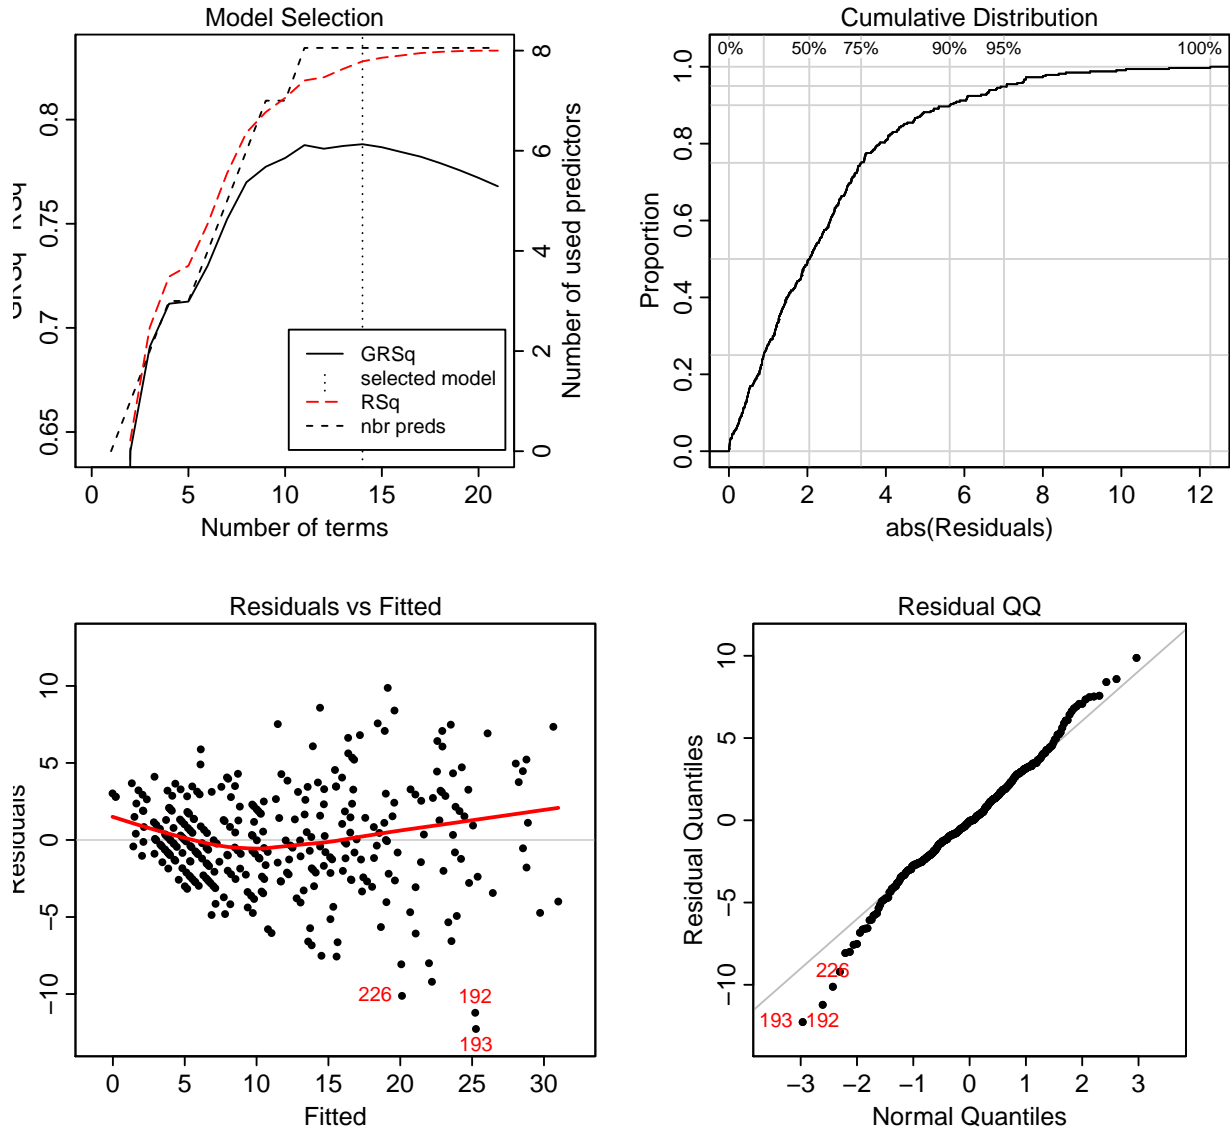 Model Selection
0.65 0.7 0.75 0.8
0 2 4 6 8
Number of used predictors
GRSq
selected model
RSq
nbr preds
0 5 10 15 20
Number of terms
Cumulative Distribution
0% 50% 75% 90% 95% 100%
Proportion
0.0 0.2 0.4 0.6 0.8 1.0
0 2 4 6 8 10 12
abs(Residuals)
Residuals vs Fitted
Residuals
−10 −5 0 5 10
226
192
193
0 5 10 15 20 25 30
Fitted
Residual QQ
Residual Quantiles
−10 −5 0 5 10
226
193 192
−3 −2 −1 0 1 2 3
Normal Quantiles